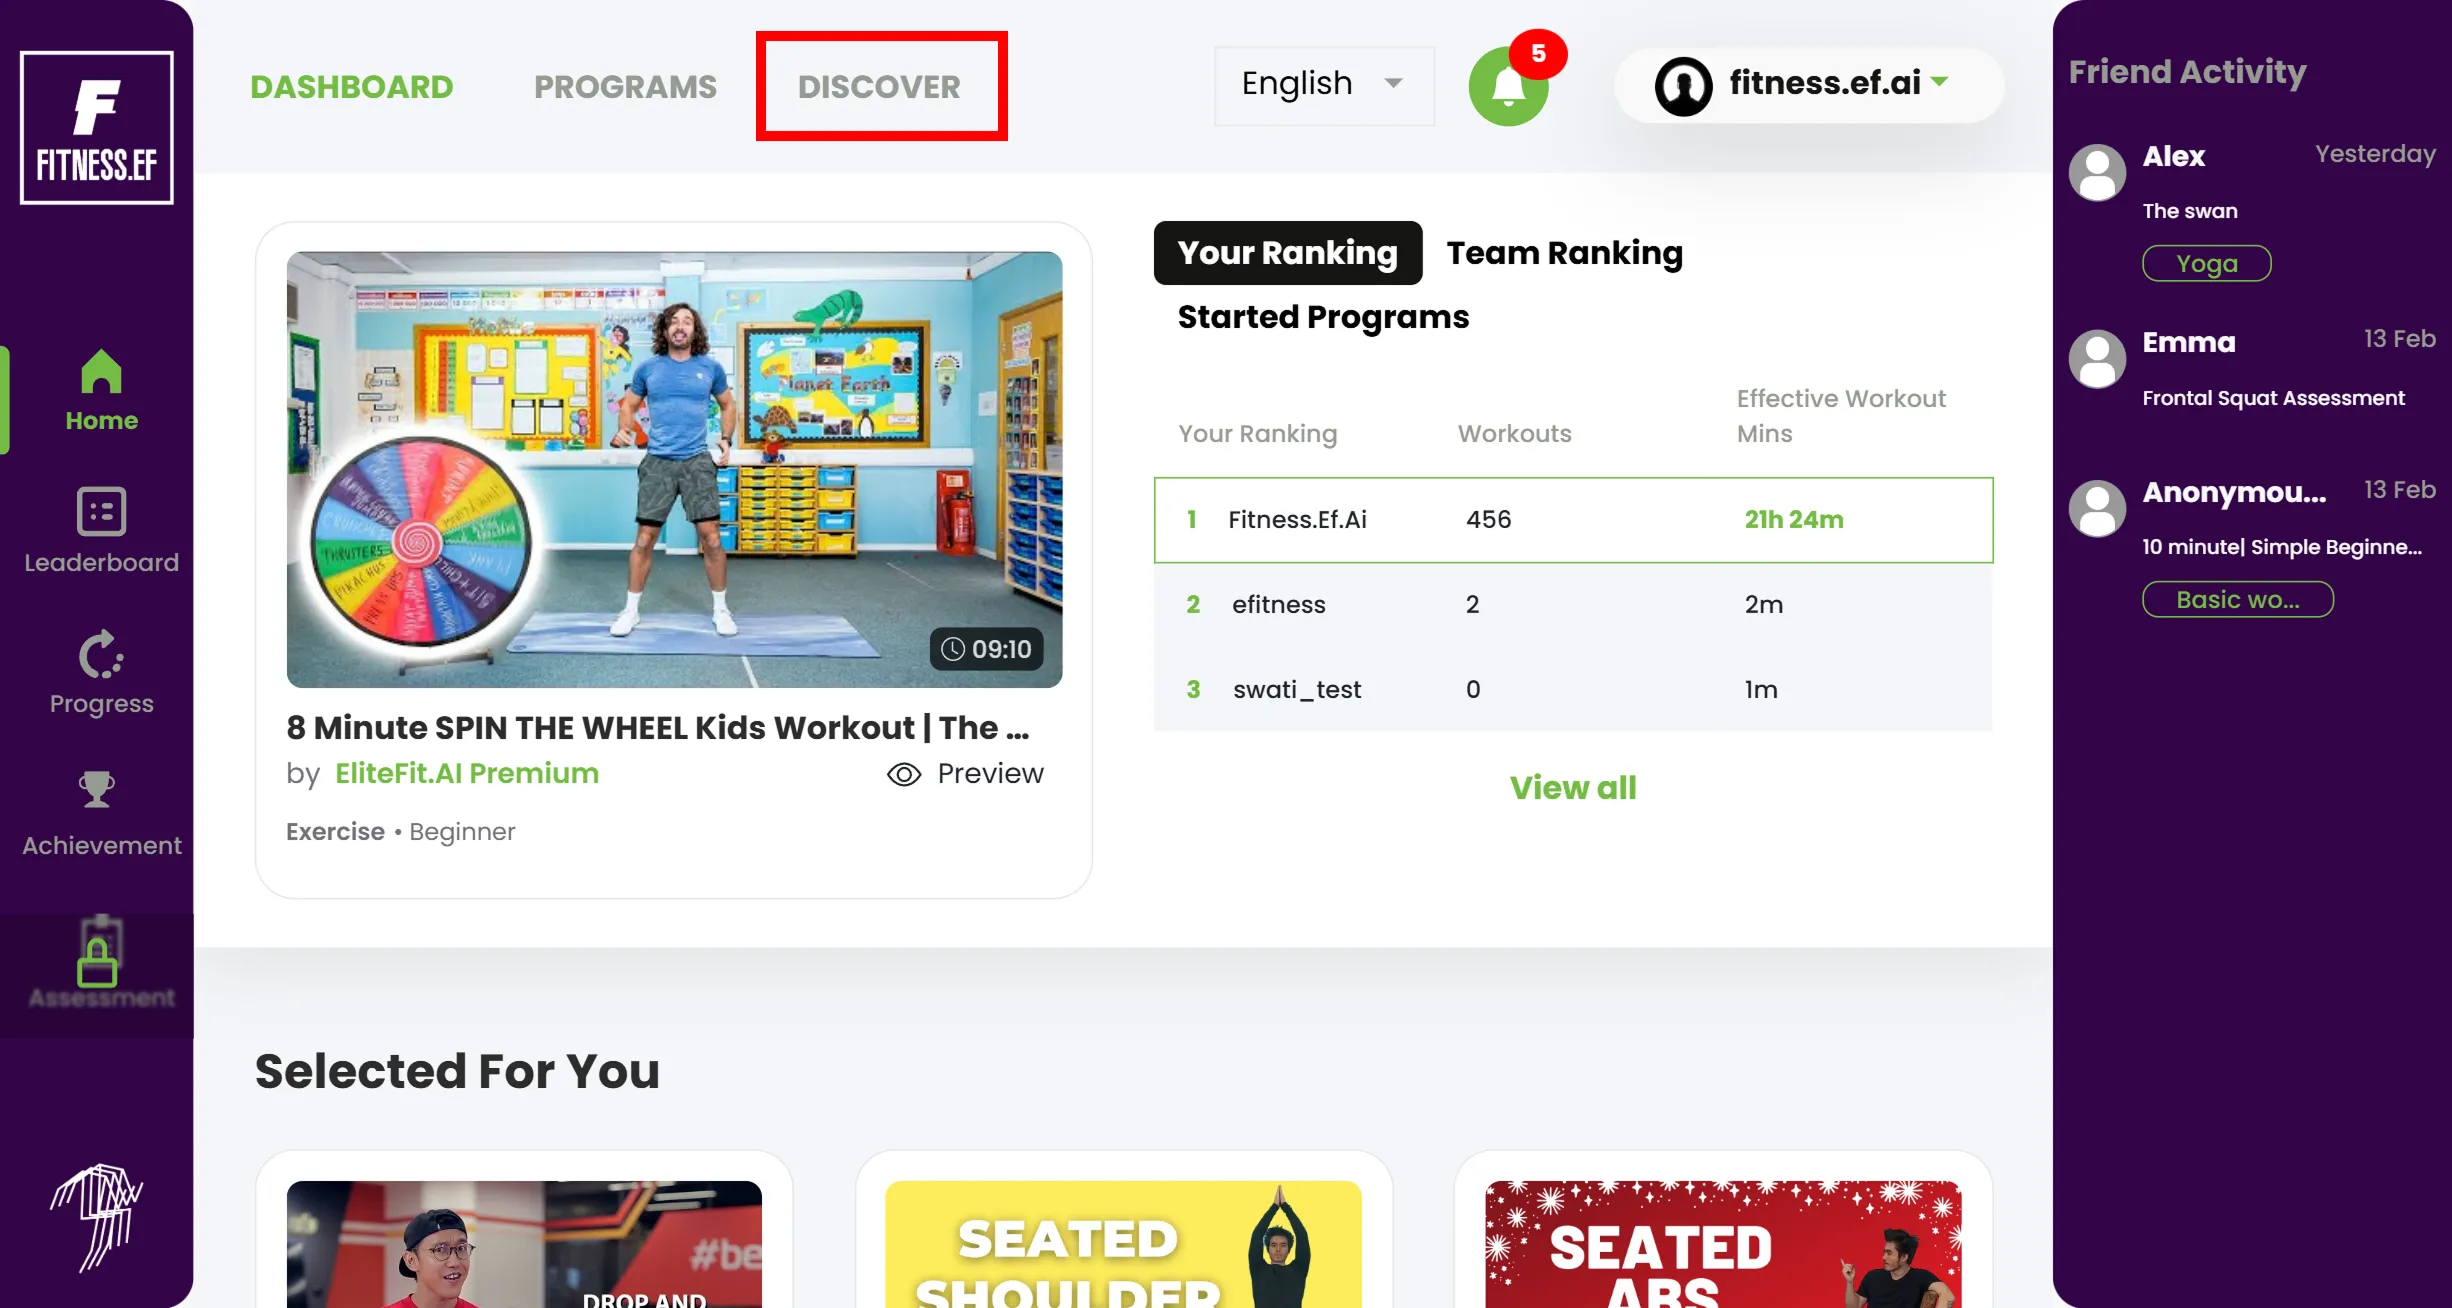 F
FITNESS.EF
Home
Leaderboard
Progress
Achievement
Assessment
DASHBOARD
PROGRAMS
DISCOVER
English
5
fitness.ef.ai
Planet Earth
THRUSTERS
09:10
8 Minute SPIN THE WHEEL Kids Workout | The ...
by EliteFit.AI Premium
Preview
Exercise • Beginner
Your Ranking
Team Ranking
Started Programs
Your Ranking
Workouts
Effective Workout
Mins
1 Fitness.Ef.Ai 456 21h 24m
2 efitness 2 2m
3 swati_test 0 1m
View all
Selected For You
#be
DROP AND
SEATED
SHOULDER
SEATED
ABS
Friend Activity
Alex Yesterday
The swan
Yoga
Emma 13 Feb
Frontal Squat Assessment
Anonymou... 13 Feb
10 minute| Simple Beginne...
Basic wo...